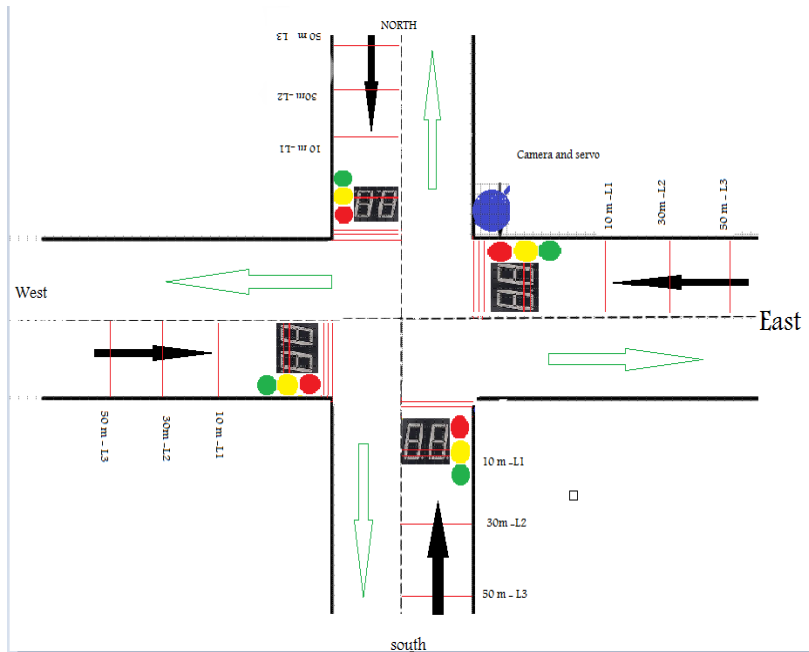 NORTH
50 m - L3
30m -L2
10 m -L1
Camera and servo
10 m -L1
30m -L2
50 m - L3
West
East
50 m - L3
30m -L2
10 m -L1
10 m -L1
30m -L2
50 m - L3
south